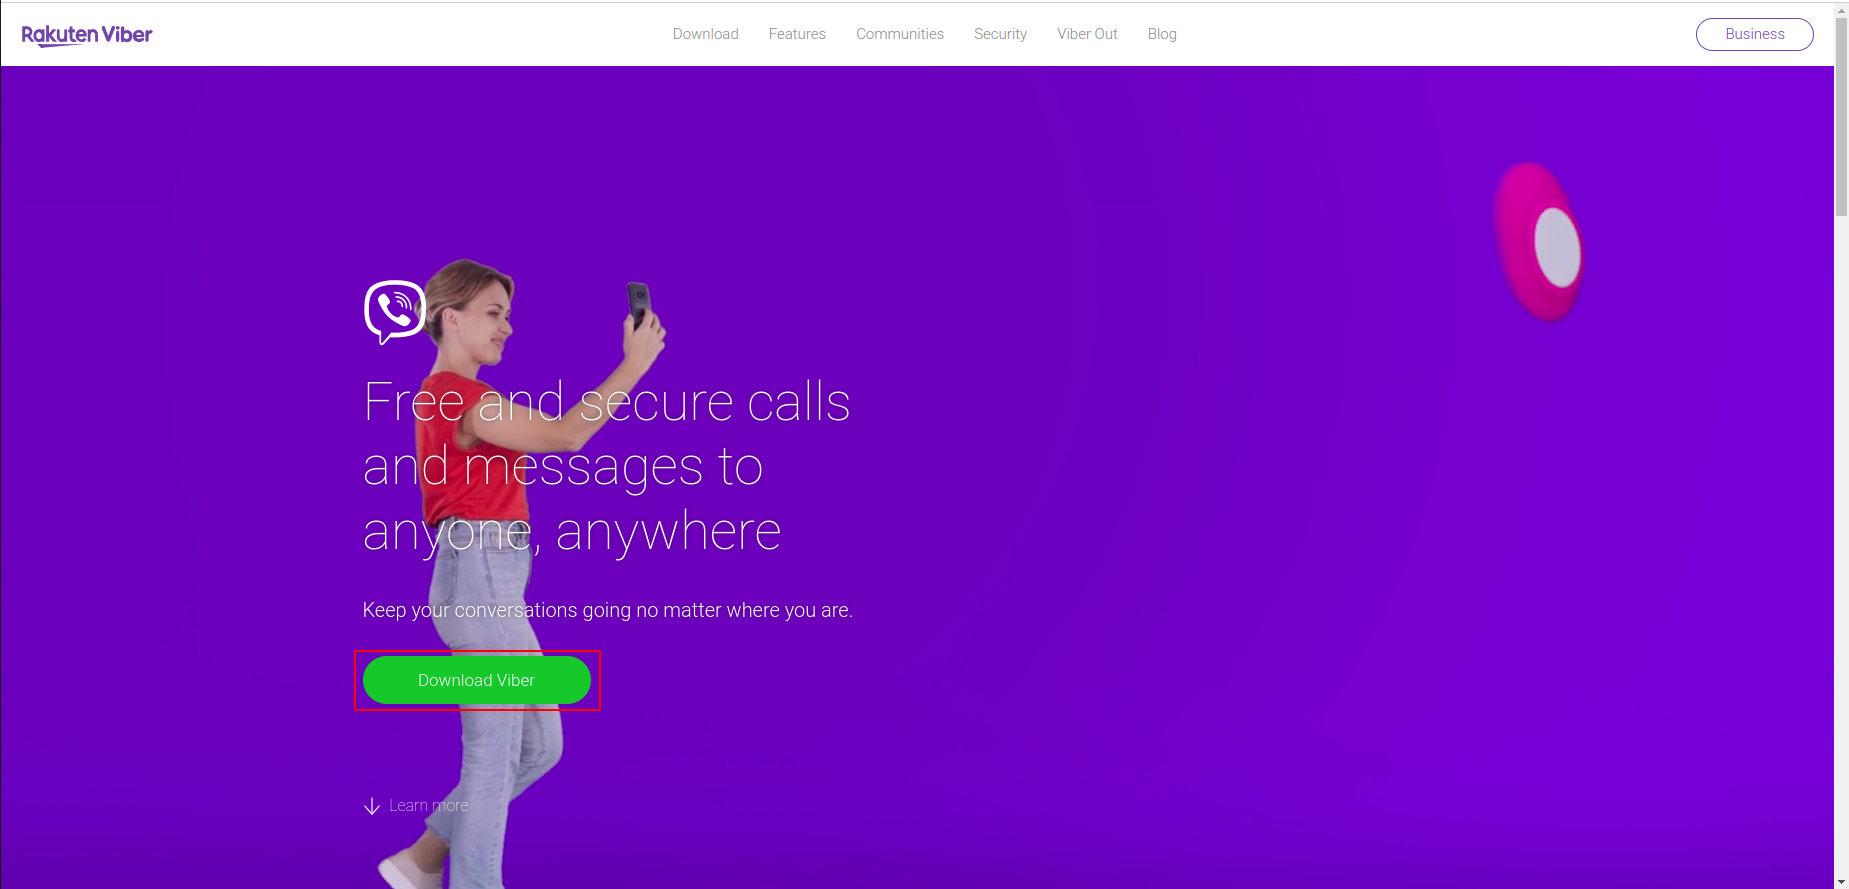 Rakuten Viber
Download Features Communities Security Viber Out Blog
Business
Free and secure calls
and messages to
anyone, anywhere
Keep your conversations going no matter where you are.
Download Viber
Learn more